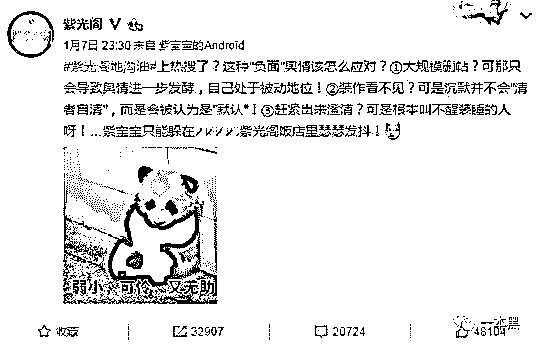 紫光阁
1月7日 23:30 来自 紫宝宝的Android
#紫光阁地沟油#上热搜了？这种"负面"舆情该怎么应对？①大规模删帖？可那只
会导致舆情进一步发酵，自己处于被动地位！②装作看不见？可是沉默并不会"清
者自清"，而是会被认为是"默认"！③赶紧出来澄清？可是根本叫不醒装睡的人
呀！...紫宝宝只能躲在 紫光阁饭店里瑟瑟发抖！
弱小，可怜，又无助
收藏
32907
20724
48104